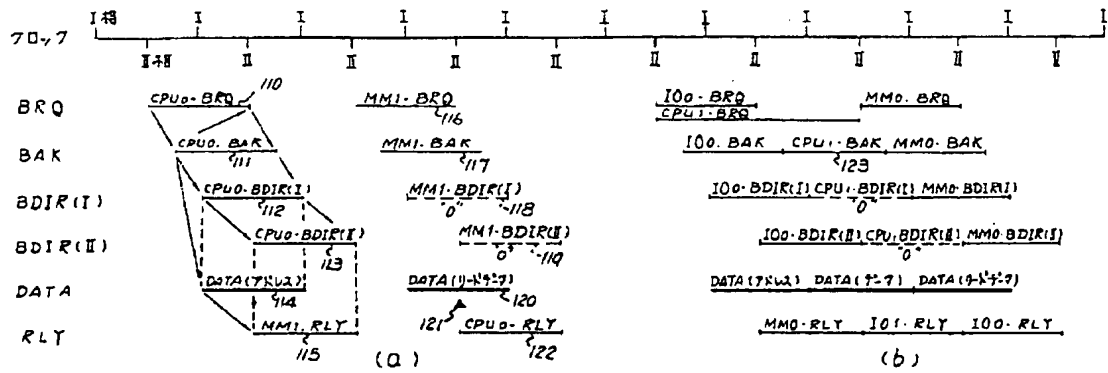 I相 I I I I I I I I I I
クロック
II相 II II II II II II II II II
110
BRQ CPU0-BRQ MM1-BRQ IO0-BRQ MM0-BRQ
116 CPU1-BRQ
BAK CPU0-BAK MM1-BAK IO0-BAK CPU1-BAK MM0-BAK
111 117 123
BDIR(I) CPU0-BDIR(I) MM1-BDIR(I) IO0-BDIR(I) CPU1-BDIR(I) MM0-BDIR(I)
112 "0" 118 "0"
BDIR(II) CPU0-BDIR(II) MM1-BDIR(II) IO0-BDIR(II) CPU1-BDIR(II) MM0-BDIR(II)
113 "0" 119 "0"
DATA DATA(アドレス) DATA(リードデータ) DATA(アドレス) DATA(データ) DATA(リードデータ)
114 121 120
RLY MM1-RLY CPU0-RLY MM0-RLY IO1-RLY IO0-RLY
115 (a) 122 (b)